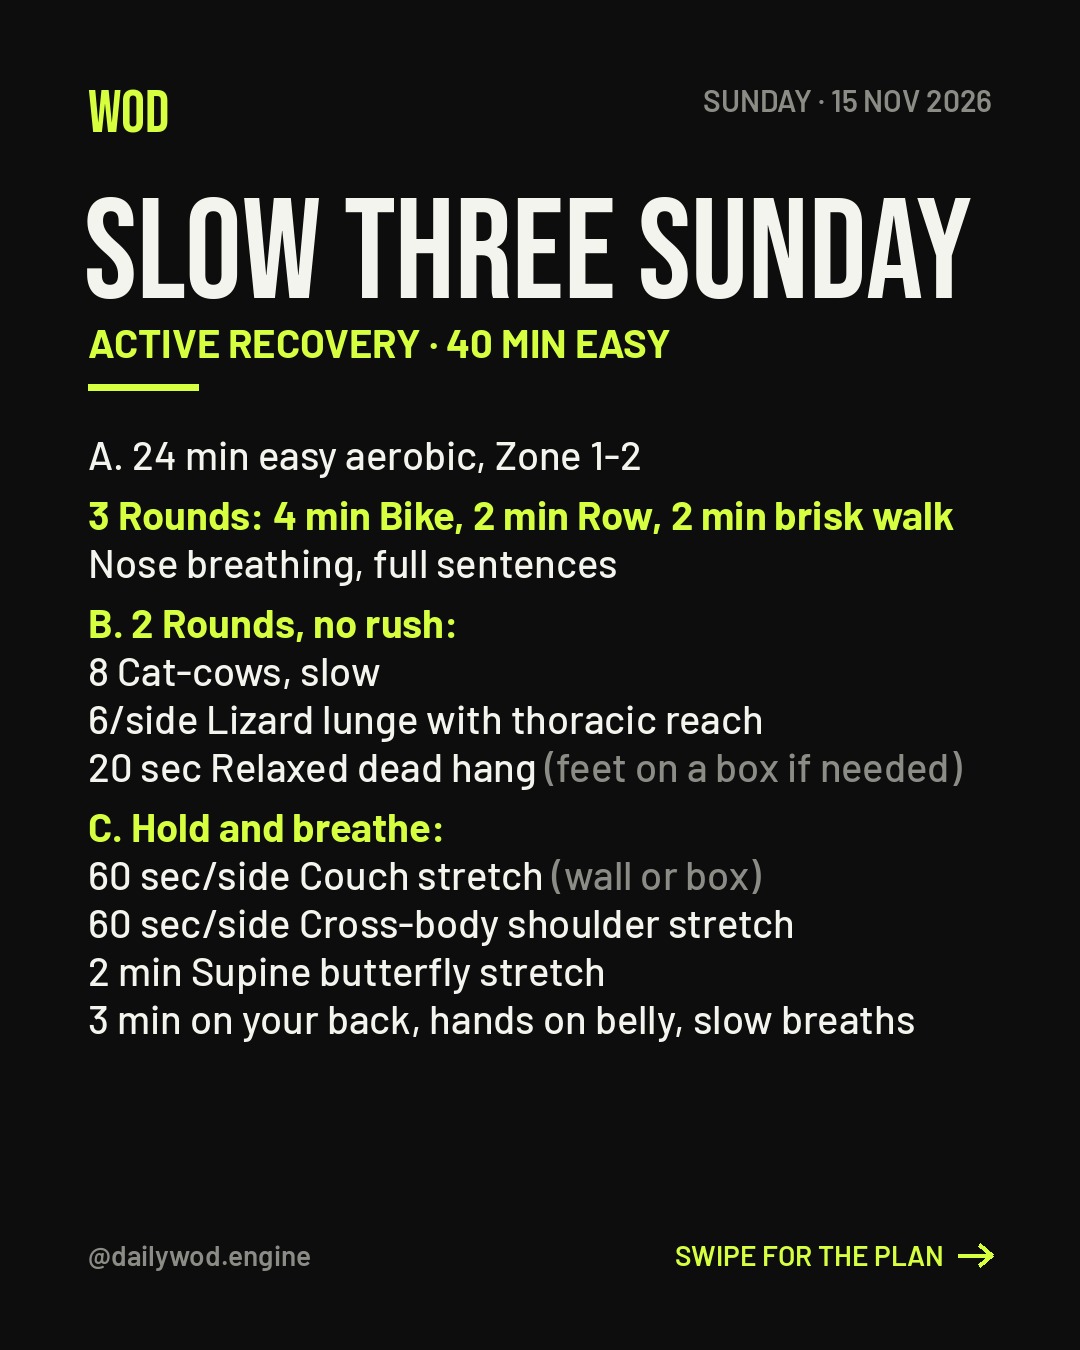 WOD
SUNDAY · 15 NOV 2026
SLOW THREE SUNDAY
ACTIVE RECOVERY · 40 MIN EASY
A. 24 min easy aerobic, Zone 1-2
3 Rounds: 4 min Bike, 2 min Row, 2 min brisk walk
Nose breathing, full sentences
B. 2 Rounds, no rush:
8 Cat-cows, slow
6/side Lizard lunge with thoracic reach
20 sec Relaxed dead hang (feet on a box if needed)
C. Hold and breathe:
60 sec/side Couch stretch (wall or box)
60 sec/side Cross-body shoulder stretch
2 min Supine butterfly stretch
3 min on your back, hands on belly, slow breaths
@dailywod.engine
SWIPE FOR THE PLAN →